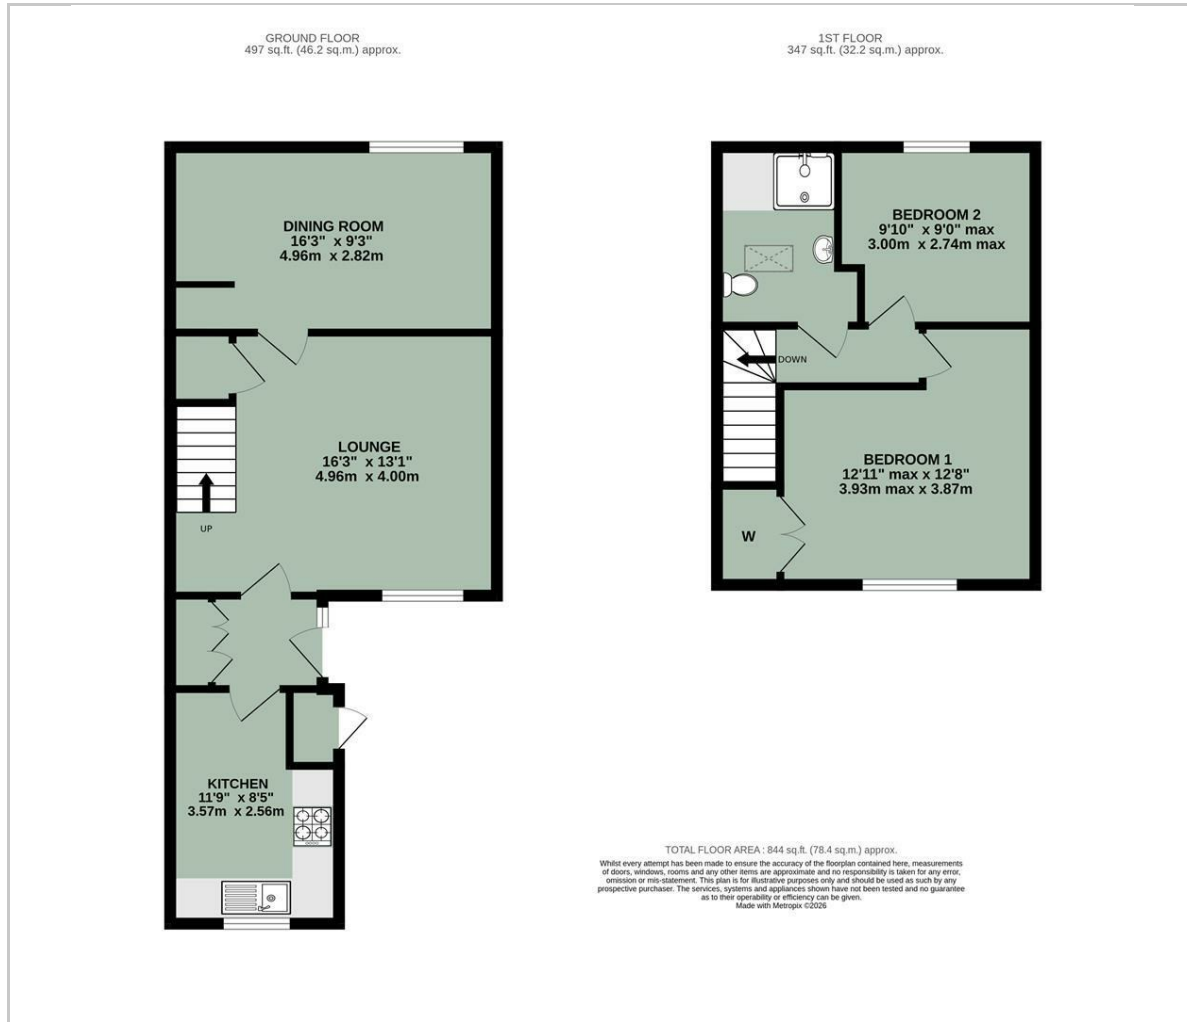 GROUND FLOOR
497 sq.ft. (46.2 sq.m.) approx.
1ST FLOOR
347 sq.ft. (32.2 sq.m.) approx.
DINING ROOM
16'3" x 9'3"
4.96m x 2.82m
BEDROOM 2
9'10" x 9'0" max
3.00m x 2.74m max
DOWN
LOUNGE
16'3" x 13'1"
4.96m x 4.00m
UP
BEDROOM 1
12'11" max x 12'8"
3.93m max x 3.87m
W
KITCHEN
11'9" x 8'5"
3.57m x 2.56m
TOTAL FLOOR AREA : 844 sq.ft. (78.4 sq.m.) approx.
Whilst every attempt has been made to ensure the accuracy of the floorplan contained here, measurements
of doors, windows, rooms and any other items are approximate and no responsibility is taken for any error,
omission or mis-statement. This plan is for illustrative purposes only and should be used as such by any
prospective purchaser. The services, systems and appliances shown have not been tested and no guarantee
as to their operability or efficiency can be given.
Made with Metropix ©2026